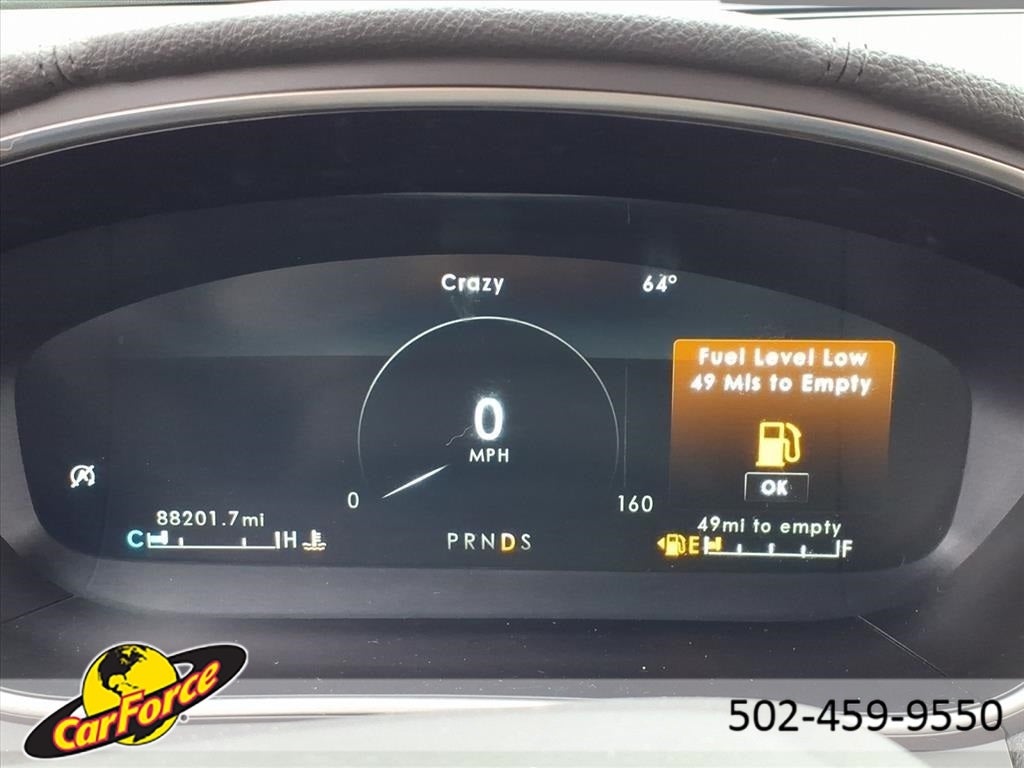 Crazy 64°
Fuel Level Low
49 Mls to Empty
0
MPH
OK
0 160
88201.7mi
49mi to empty
C H
PRNDS
E F
CarForce
502-459-9550